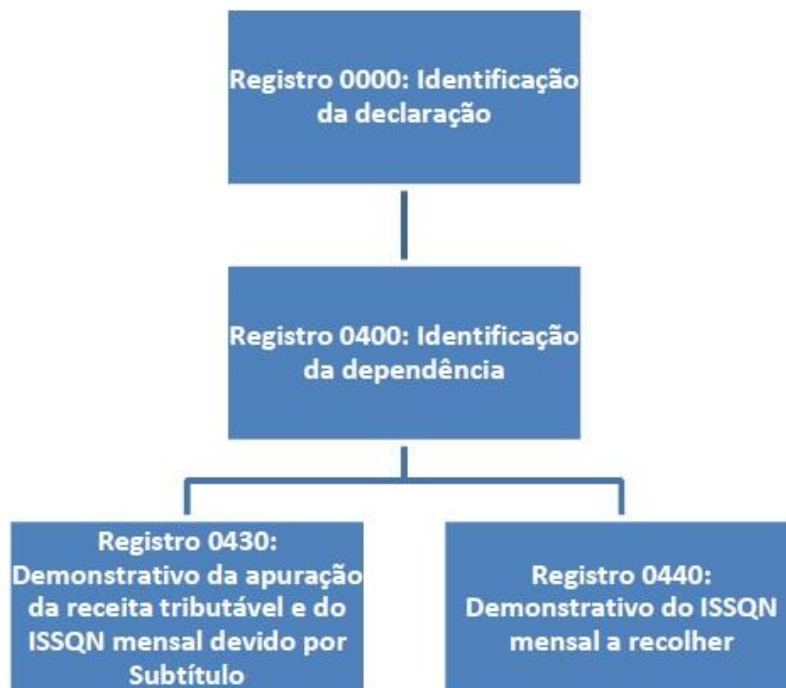 Registro 0000: Identificação
da declaração
Registro 0400: Identificação
da dependência
Registro 0430:
Demonstrativo da apuração
da receita tributável e do
ISSQN mensal devido por
Subtítulo
Registro 0440:
Demonstrativo do ISSQN
mensal a recolher